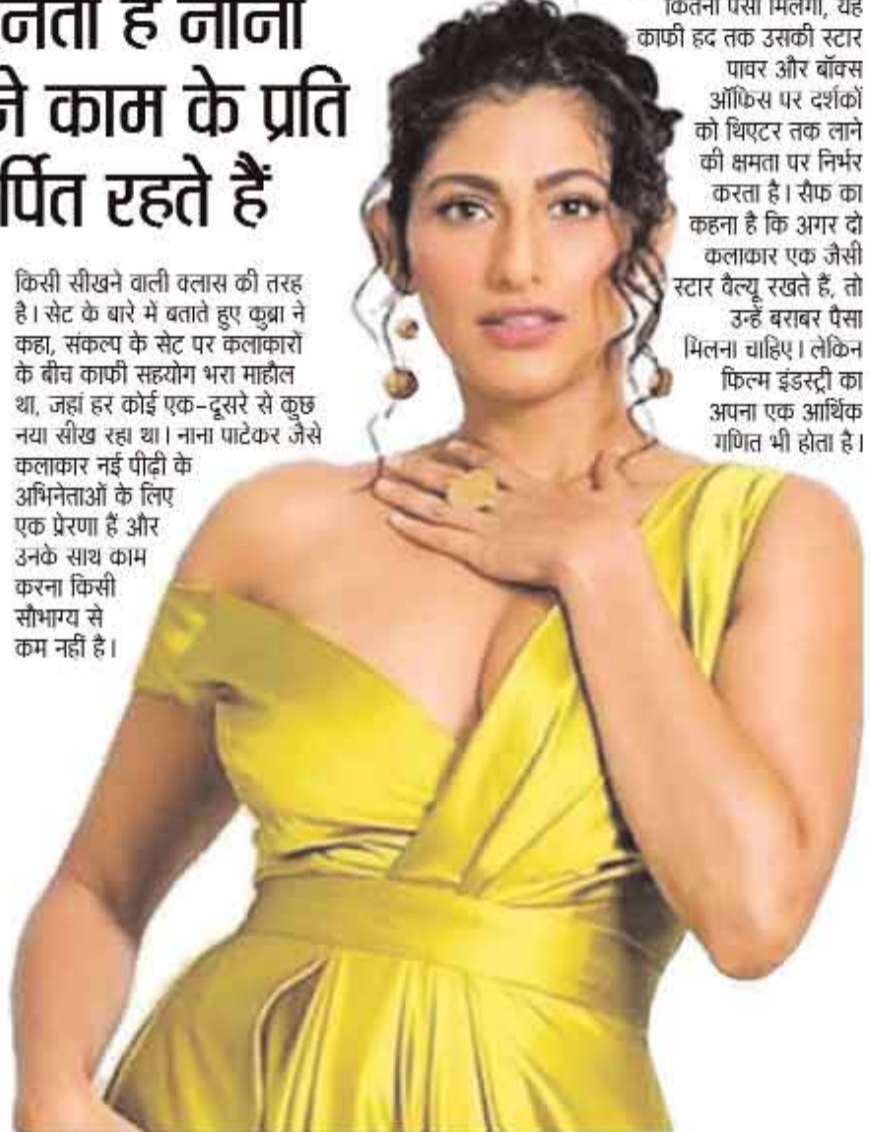 नता है नाना
ने काम के प्रति
र्पित रहते हैं
किसी सीखने वाली क्लास की तरह
है। सेट के बारे में बताते हुए कुब्रा ने
कहा, संकल्प के सेट पर कलाकारों
के बीच काफी सहयोग भरा माहौल
था, जहां हर कोई एक-दूसरे से कुछ
नया सीख रहा था। नाना पाटेकर जैसे
कलाकार नई पीढ़ी के
अभिनेताओं के लिए
एक प्रेरणा हैं और
उनके साथ काम
करना किसी
सौभाग्य से
कम नहीं है।
कितना पैसा मिलेगा, यह
काफी हद तक उसकी स्टार
पावर और बॉक्स
ऑफिस पर दर्शकों
को थिएटर तक लाने
की क्षमता पर निर्भर
करता है। सैफ का
कहना है कि अगर दो
कलाकार एक जैसी
स्टार वैल्यू रखते हैं, तो
उन्हें बराबर पैसा
मिलना चाहिए। लेकिन
फिल्म इंडस्ट्री का
अपना एक आर्थिक
गणित भी होता है।